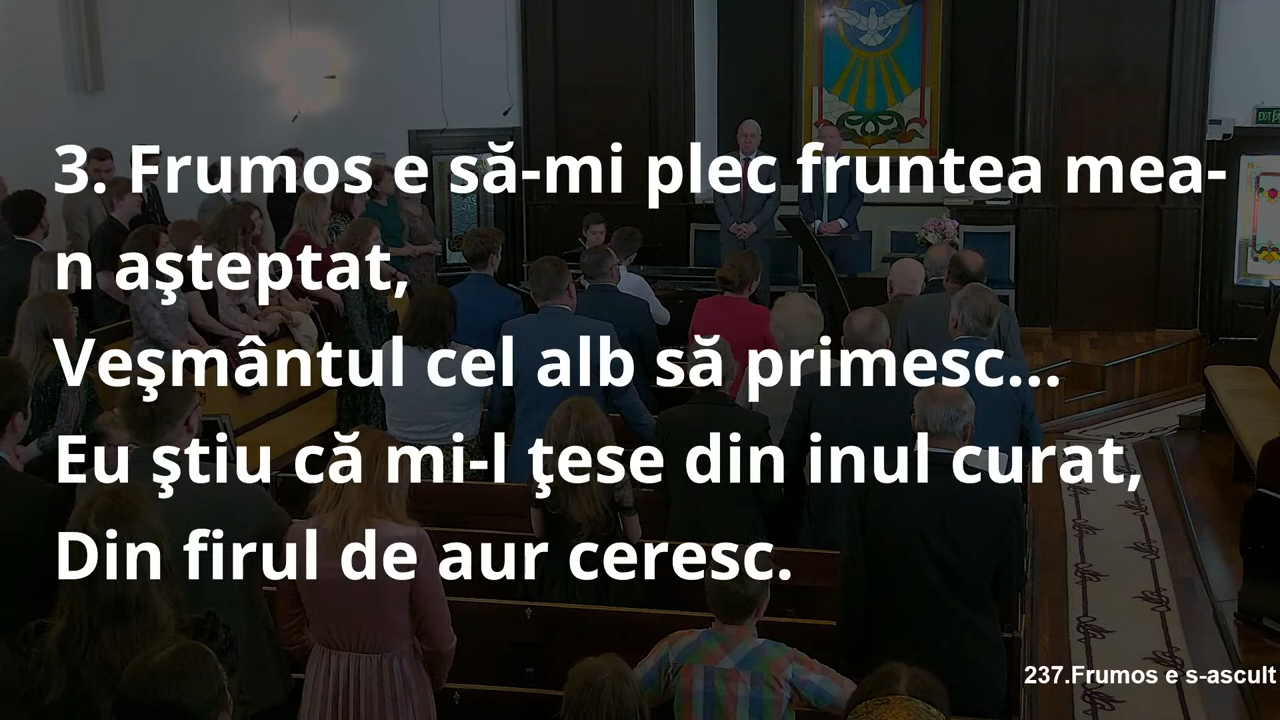 3. Frumos e să-mi plec fruntea mea-
n aşteptat,
Veşmântul cel alb să primesc...
Eu ştiu că mi-l ţese din inul curat,
Din firul de aur ceresc.
237.Frumos e s-ascult
EXIT